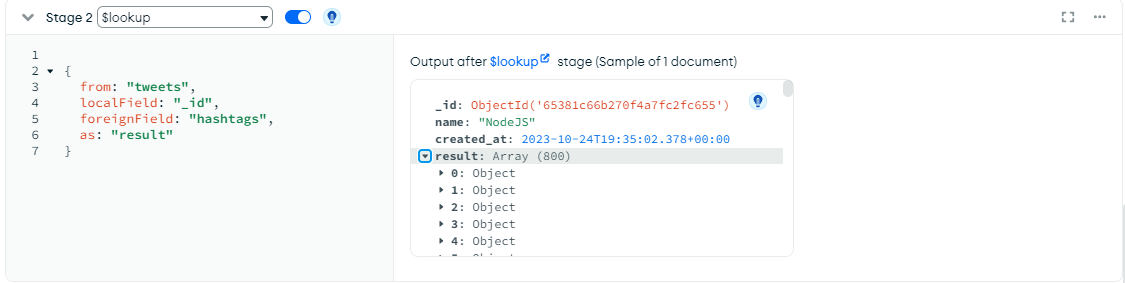 Stage 2 $lookup
1
2 {
3 from: "tweets",
4 localField: "_id",
5 foreignField: "hashtags",
6 as: "result"
7 }
Output after $lookup stage (Sample of 1 document)
_id: ObjectId('65381c66b270f4a7fc2fc655')
name: "NodeJS"
created_at: 2023-10-24T19:35:02.378+00:00
result: Array (800)
0: Object
1: Object
2: Object
3: Object
4: Object